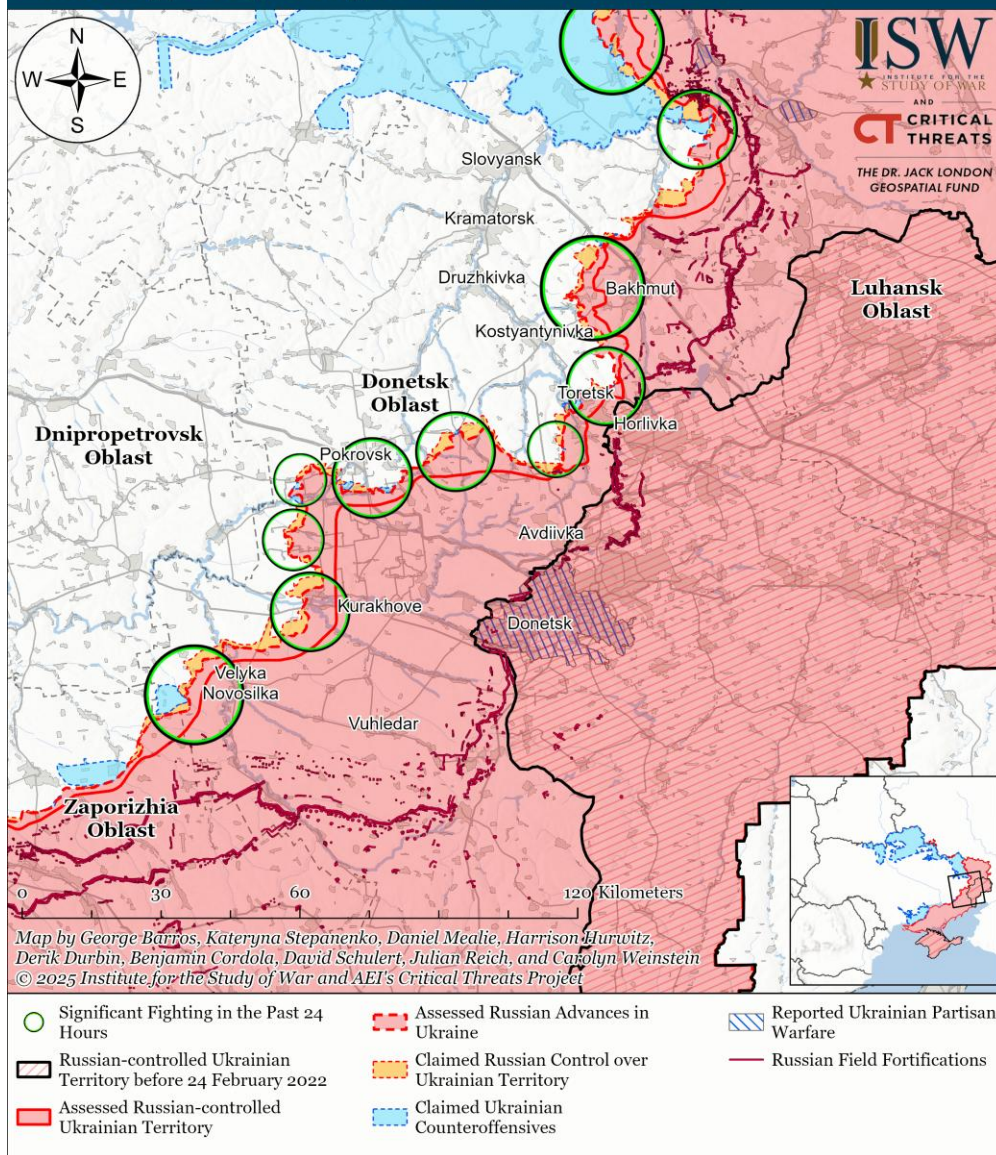 N
W E
S
ISW
INSTITUTE FOR THE
STUDY OF WAR
AND
CT CRITICAL
THREATS
THE DR. JACK LONDON
GEOSPATIAL FUND
Slovyansk
Kramatorsk
Druzhkivka
Bakhmut
Luhansk
Oblast
Kostyantynivka
Donetsk
Oblast
Toretsk
Horlivka
Dnipropetrovsk
Oblast
Pokrovsk
Avdiivka
Kurakhove
Donetsk
Velyka
Novosilka
Vuhledar
Zaporizhia
Oblast
0 30 60 120 Kilometers
Map by George Barros, Kateryna Stepanenko, Daniel Mealie, Harrison Hurwitz,
Derik Durbin, Benjamin Cordola, David Schulert, Julian Reich, and Carolyn Weinstein
© 2025 Institute for the Study of War and AEI's Critical Threats Project
Significant Fighting in the Past 24
Hours
Russian-controlled Ukrainian
Territory before 24 February 2022
Assessed Russian-controlled
Ukrainian Territory
Assessed Russian Advances in
Ukraine
Claimed Russian Control over
Ukrainian Territory
Claimed Ukrainian
Counteroffensives
Reported Ukrainian Partisan
Warfare
Russian Field Fortifications